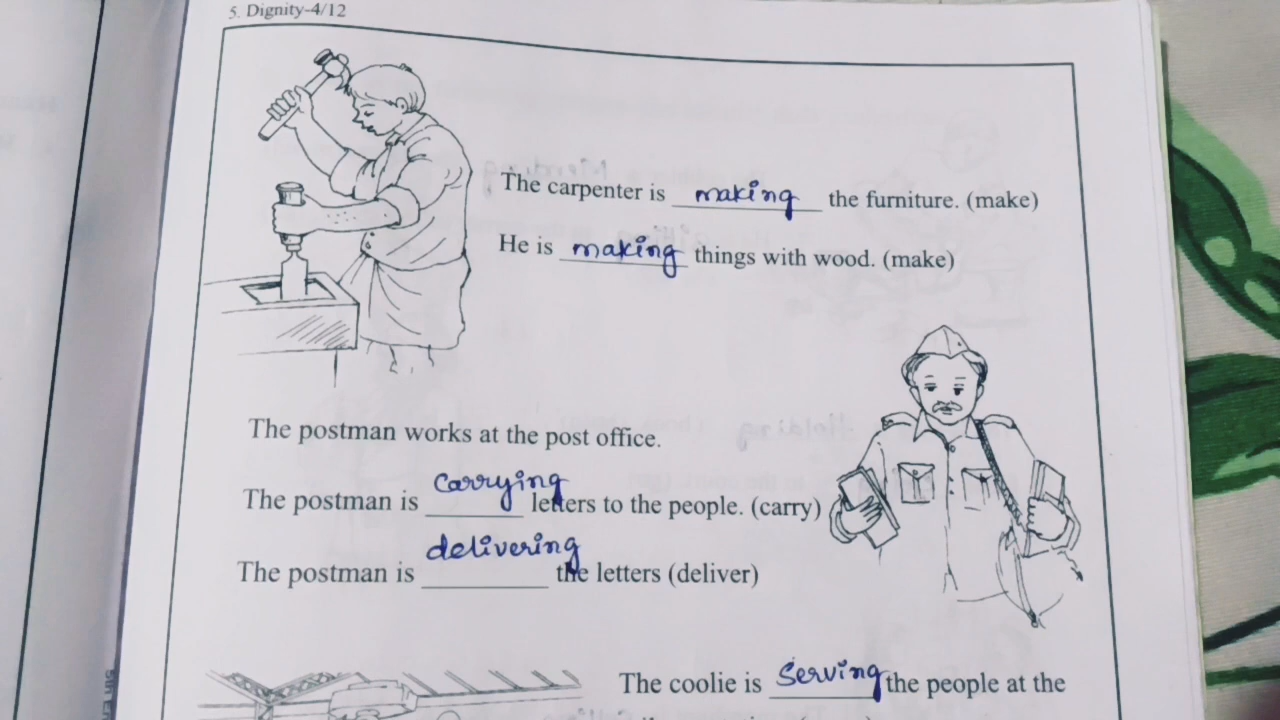 5. Dignity-4/12
The carpenter is making the furniture. (make)
He is making things with wood. (make)
The postman works at the post office.
The postman is carrying letters to the people. (carry)
The postman is delivering the letters (deliver)
The coolie is Serving the people at the